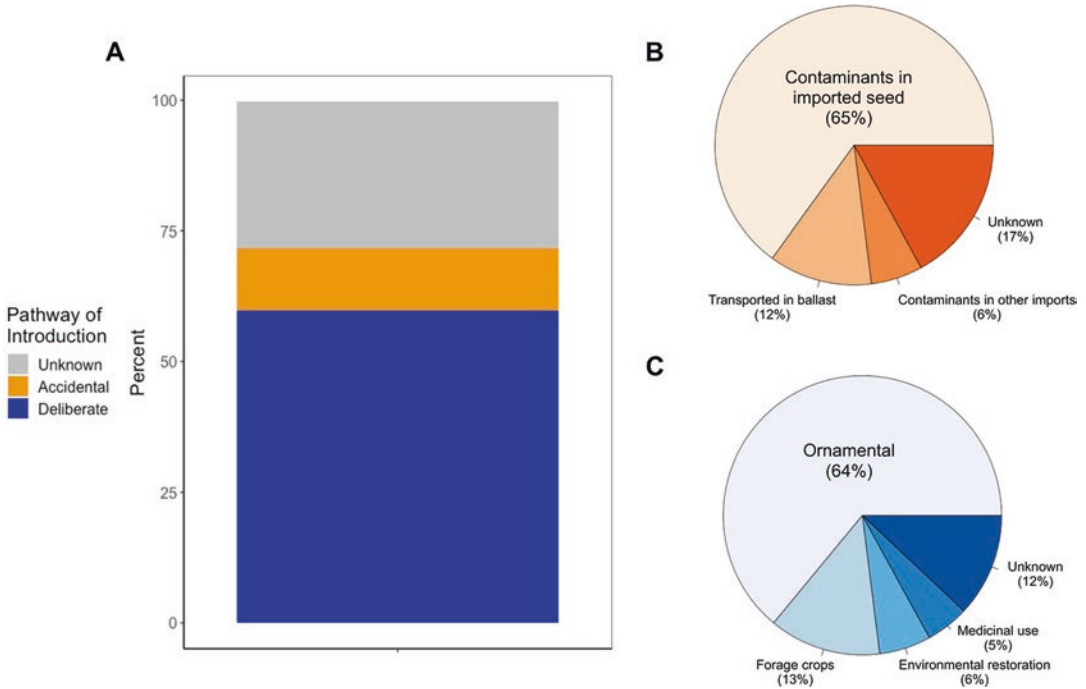 A
100
75
50
25
0
Percent
Pathway of
Introduction
Unknown
Accidental
Deliberate
B
Contaminants in
imported seed
(65%)
Unknown
(17%)
Transported in ballast
(12%)
Contaminants in other imports
(6%)
C
Ornamental
(64%)
Unknown
(12%)
Medicinal use
(5%)
Forage crops
(13%)
Environmental restoration
(6%)